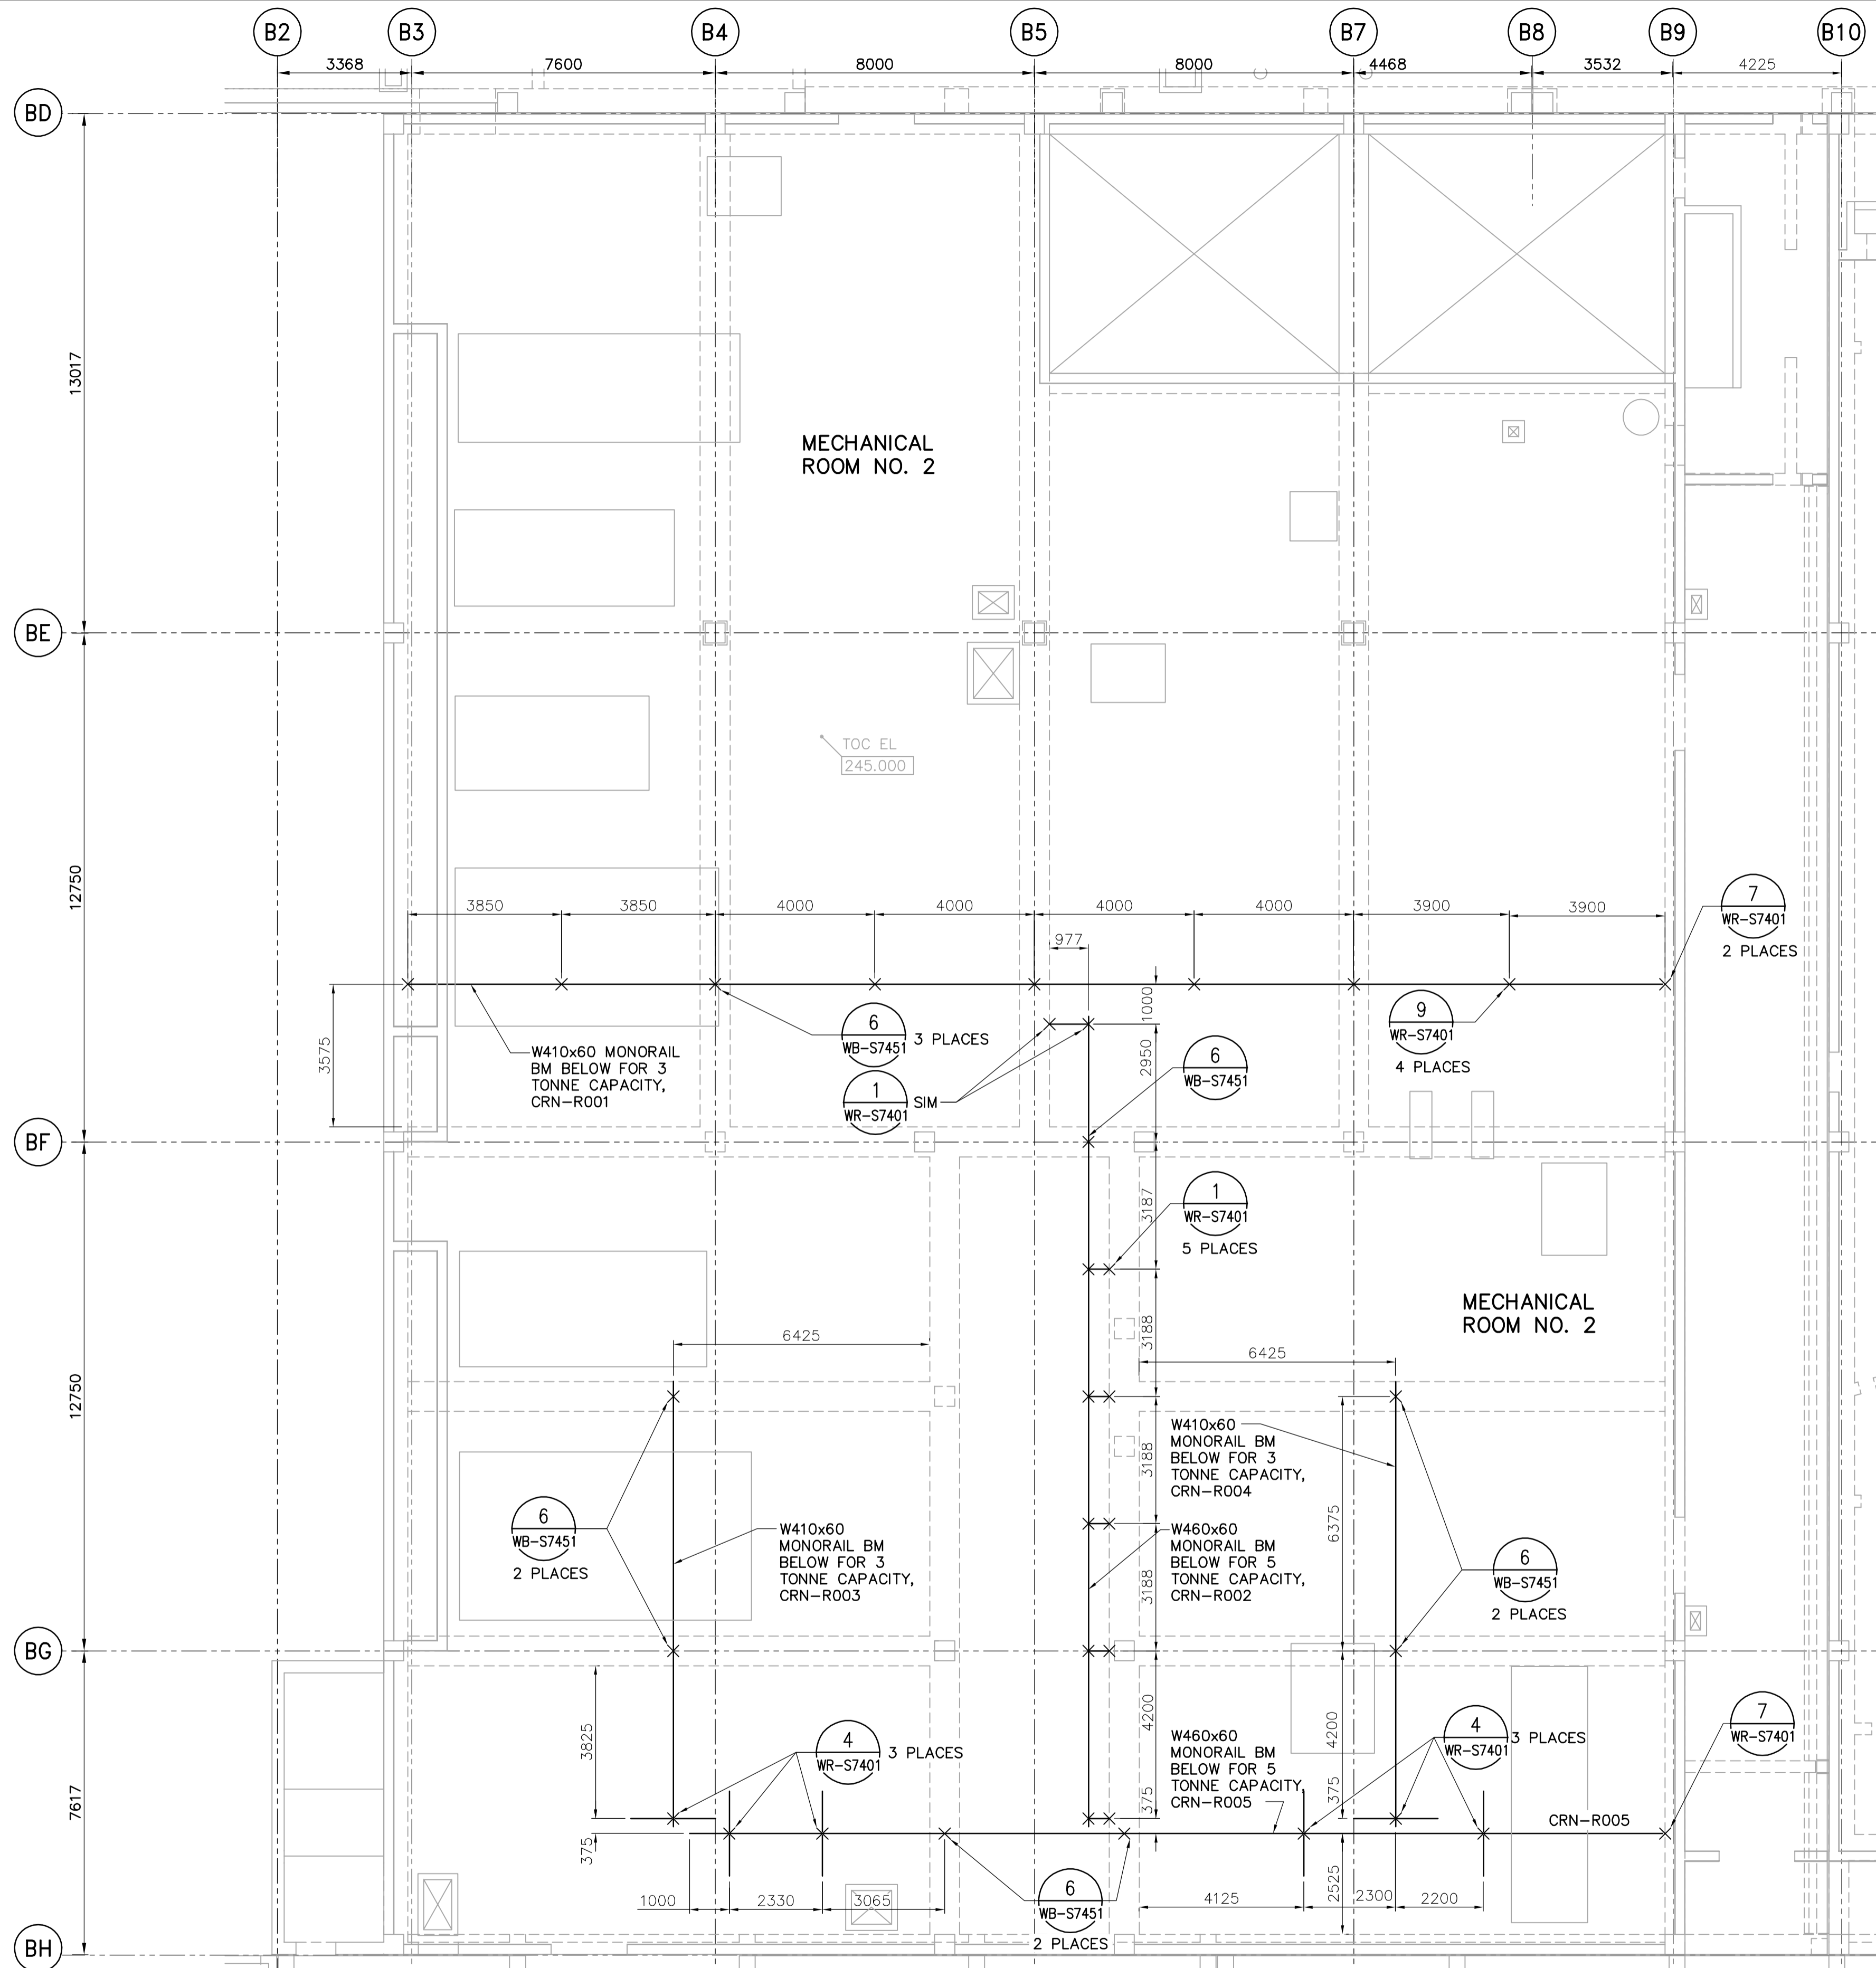 B2
B3
B4
B5
B7
B8
B9
B10
3368
7600
8000
8000
4468
3532
4225
BD
13017
MECHANICAL
ROOM NO. 2
BE
TOC EL
245.000
12750
3850
3850
4000
4000
4000
4000
3900
3900
7
WR-S7401
2 PLACES
977
1000
3575
W410x60 MONORAIL
BM BELOW FOR 3
TONNE CAPACITY,
CRN-R001
6
WB-S7451
3 PLACES
1
WR-S7401
SIM
2950
6
WB-S7451
9
WR-S7401
4 PLACES
BF
3187
1
WR-S7401
5 PLACES
12750
3188
MECHANICAL
ROOM NO. 2
6425
6425
3188
W410x60
MONORAIL BM
BELOW FOR 3
TONNE CAPACITY,
CRN-R004
6375
6
WB-S7451
2 PLACES
W410x60
MONORAIL BM
BELOW FOR 3
TONNE CAPACITY,
CRN-R003
3188
W460x60
MONORAIL BM
BELOW FOR 5
TONNE CAPACITY,
CRN-R002
6
WB-S7451
2 PLACES
BG
7617
3825
4
WR-S7401
3 PLACES
4200
W460x60
MONORAIL BM
BELOW FOR 5
TONNE CAPACITY,
CRN-R005
4200
4
WR-S7401
3 PLACES
7
WR-S7401
375
375
375
CRN-R005
1000
2330
3065
6
WB-S7451
2 PLACES
4125
2525
2300
2200
BH